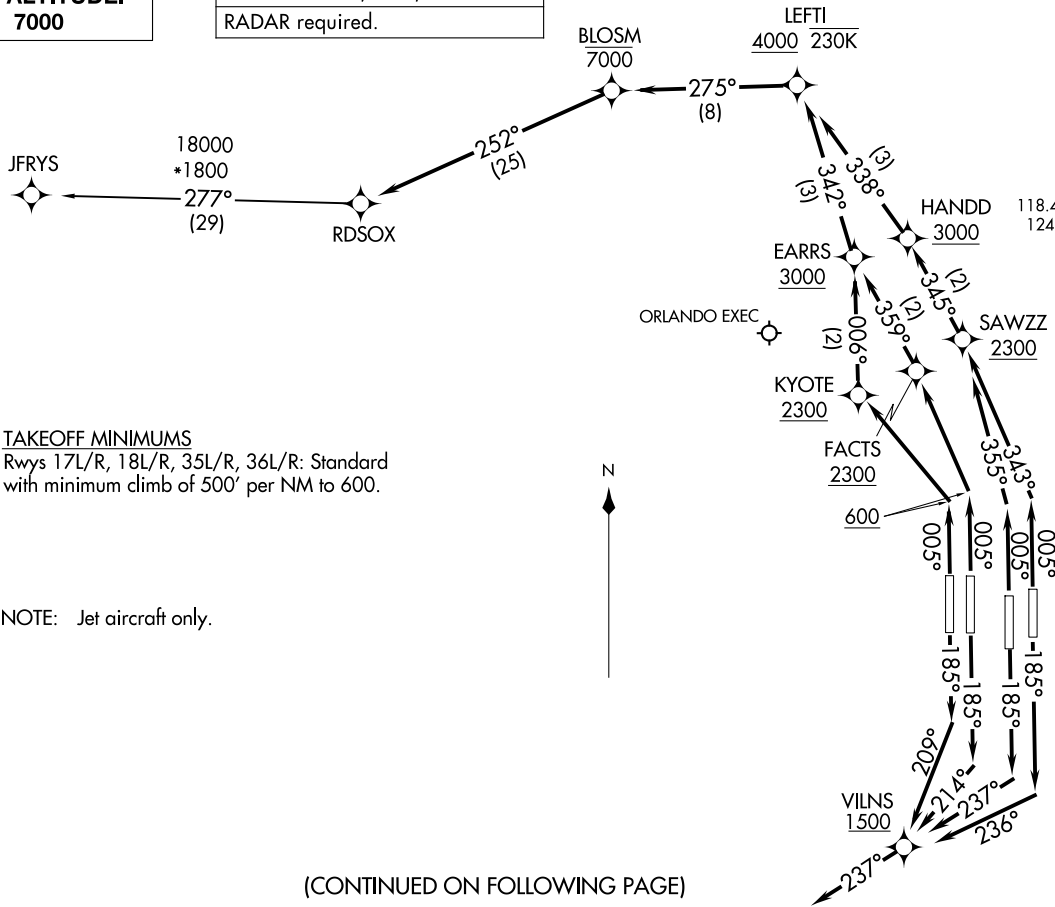 7000
RADAR required.
LEFTI
4000 230K
BLOSM
7000
275°
(8)
252°
(25)
18000
*1800
277°
(29)
JFRYS
RDSOX
(3)
338°
342°
(3)
HANDD
3000
118.4
124
EARRS
3000
(2)
345°
(2)
359°
006°
(2)
ORLANDO EXEC
SAWZZ
2300
KYOTE
2300
FACTS
2300
355°
343°
600
005°
005°
005°
005°
TAKEOFF MINIMUMS
Rwys 17L/R, 18L/R, 35L/R, 36L/R: Standard
with minimum climb of 500' per NM to 600.
N
NOTE: Jet aircraft only.
185°
185°
185°
185°
209°
214°
237°
236°
VILNS
1500
237°
(CONTINUED ON FOLLOWING PAGE)